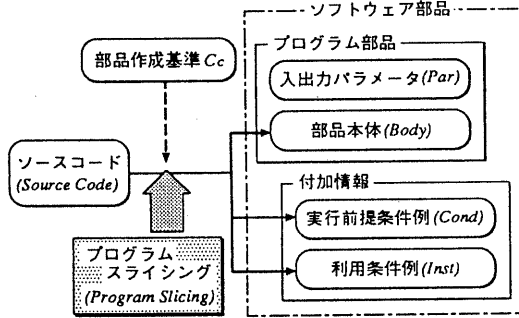 ソフトウェア部品
部品作成基準 Cc
プログラム部品
入出力パラメータ(Par)
部品本体(Body)
ソースコード
(Source Code)
付加情報
実行前提条件例(Cond)
利用条件例(Inst)
プログラム
スライシング
(Program Slicing)